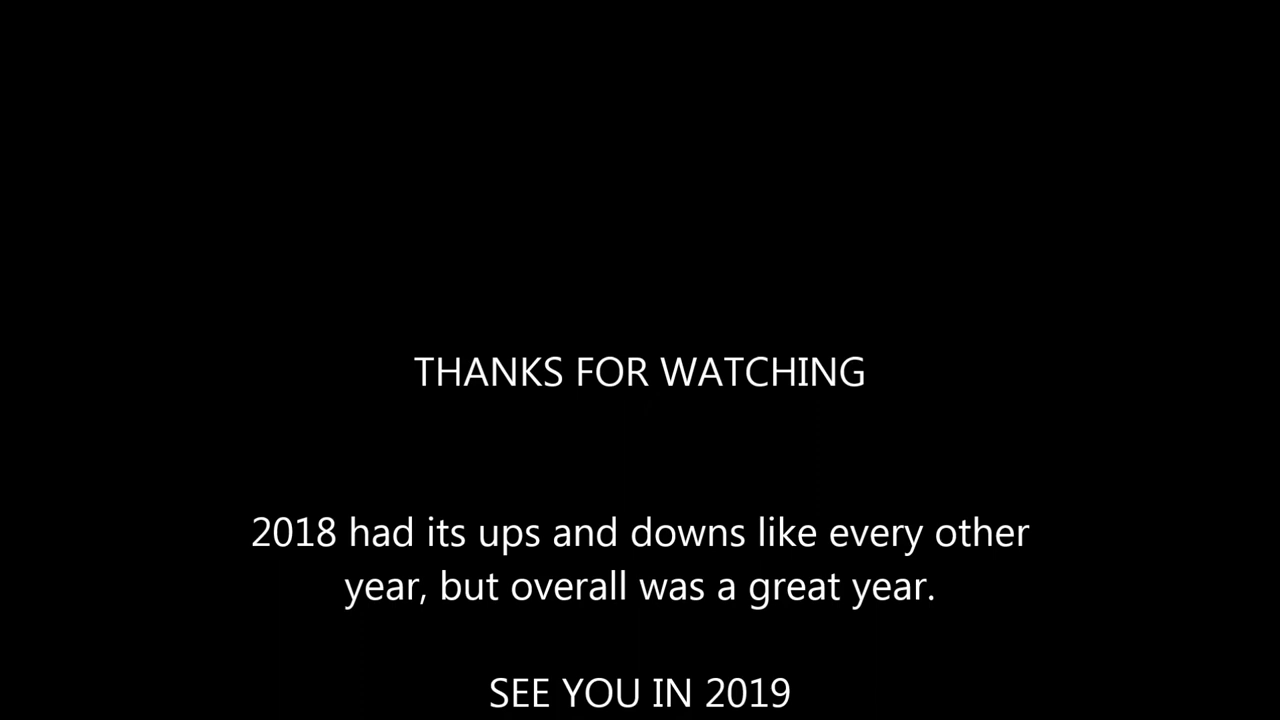 THANKS FOR WATCHING
2018 had its ups and downs like every other
year, but overall was a great year.
SEE YOU IN 2019